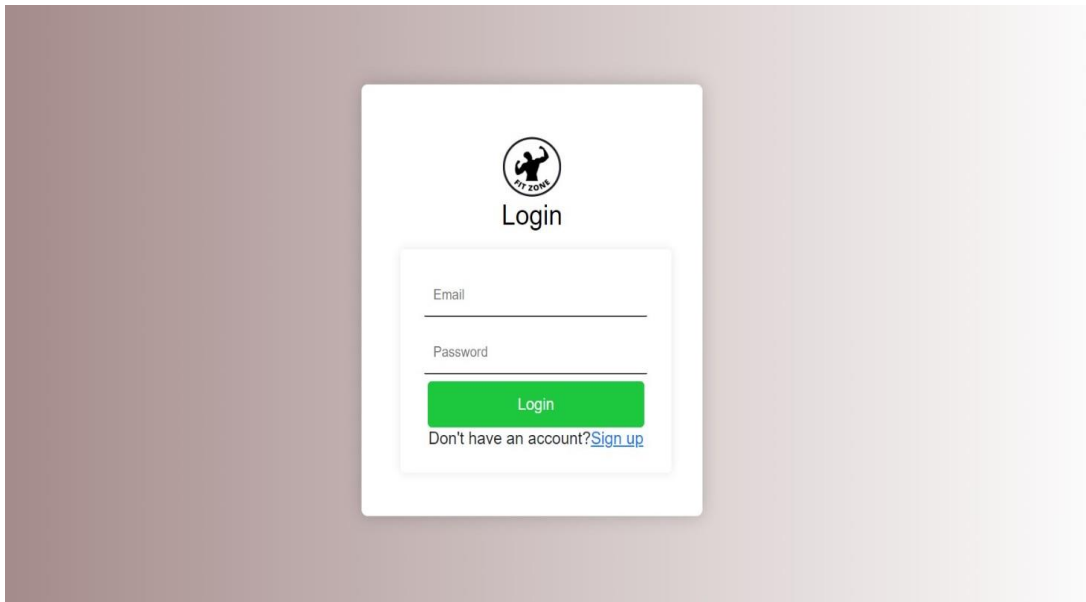 FIT ZONE
Login
Email
Password
Login
Don't have an account?Sign up